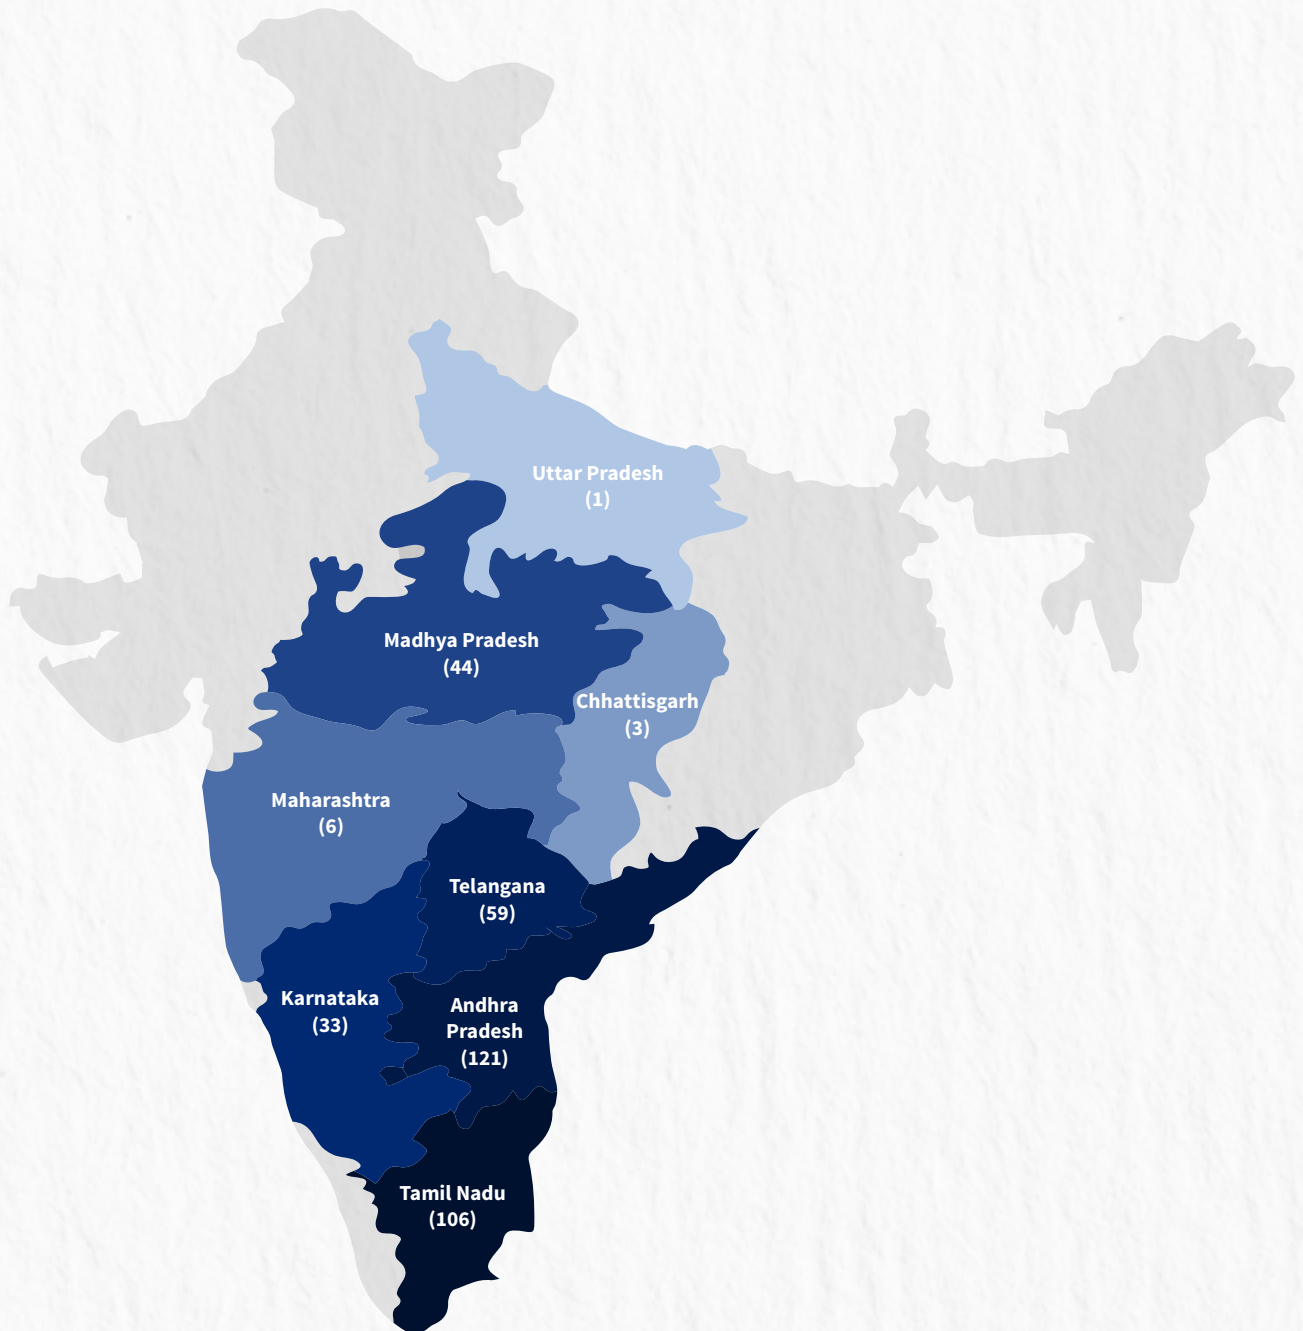 Uttar Pradesh
(1)
Madhya Pradesh
(44)
Chhattisgarh
(3)
Maharashtra
(6)
Telangana
(59)
Karnataka
(33)
Andhra
Pradesh
(121)
Tamil Nadu
(106)